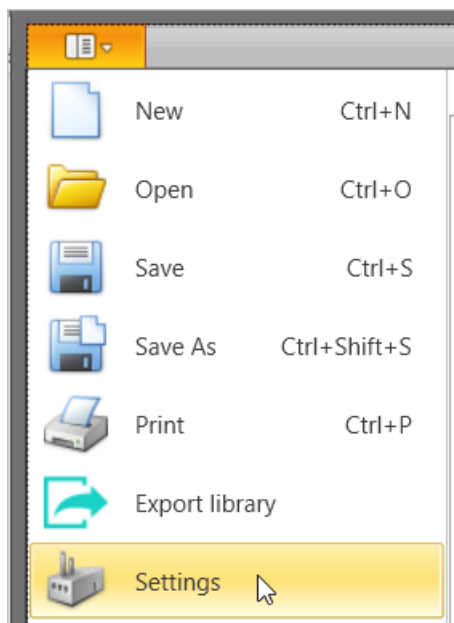 New Ctrl+N
Open Ctrl+O
Save Ctrl+S
Save As Ctrl+Shift+S
Print Ctrl+P
Export library
Settings